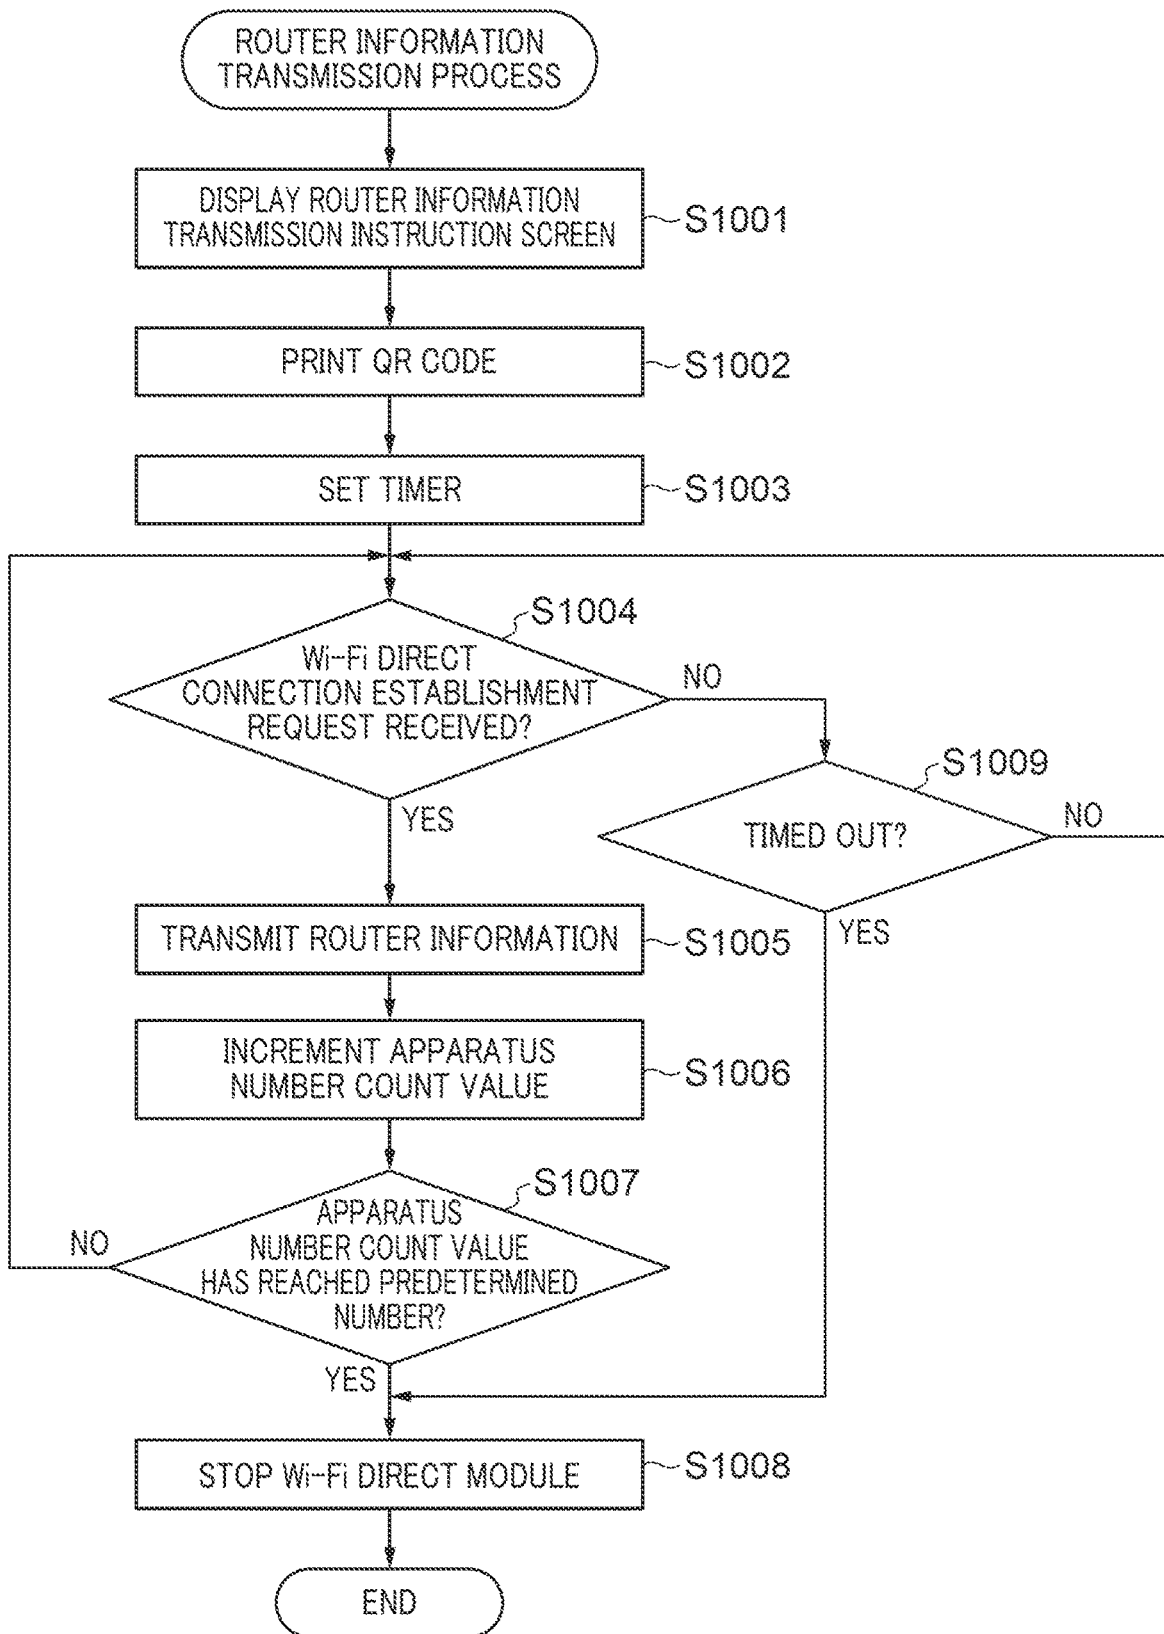 ROUTER INFORMATION
TRANSMISSION PROCESS
DISPLAY ROUTER INFORMATION
TRANSMISSION INSTRUCTION SCREEN
S1001
PRINT QR CODE
S1002
SET TIMER
S1003
S1004
Wi-Fi DIRECT
CONNECTION ESTABLISHMENT
REQUEST RECEIVED?
NO
YES
S1009
TIMED OUT?
NO
YES
TRANSMIT ROUTER INFORMATION
S1005
INCREMENT APPARATUS
NUMBER COUNT VALUE
S1006
S1007
APPARATUS
NUMBER COUNT VALUE
HAS REACHED PREDETERMINED
NUMBER?
NO
YES
STOP Wi-Fi DIRECT MODULE
S1008
END